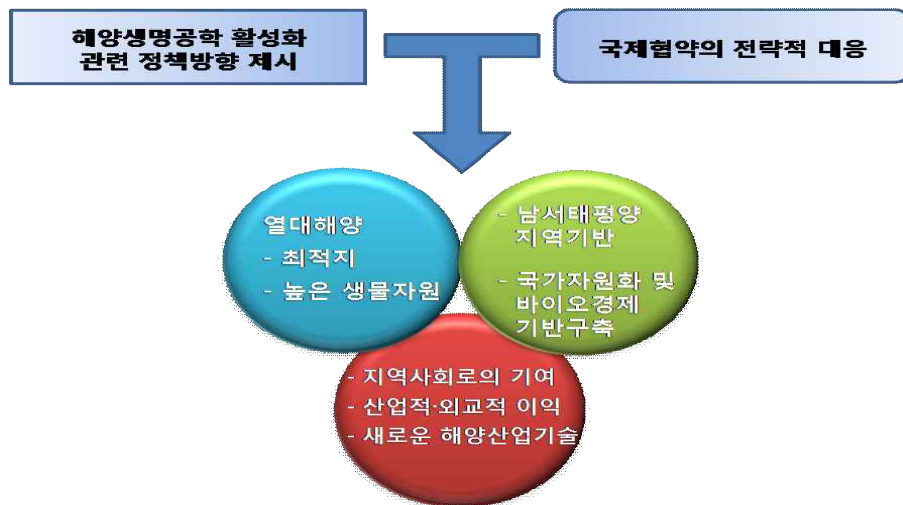 해양생명공학 활성화
관련 정책방향 제시
국제협약의 전략적 대응
열대해양
- 최적지
- 높은 생물자원
- 남서태평양
지역기반
- 국가자원화 및
바이오경제
기반구축
- 지역사회로의 기여
- 산업적·외교적 이익
- 새로운 해양산업기술